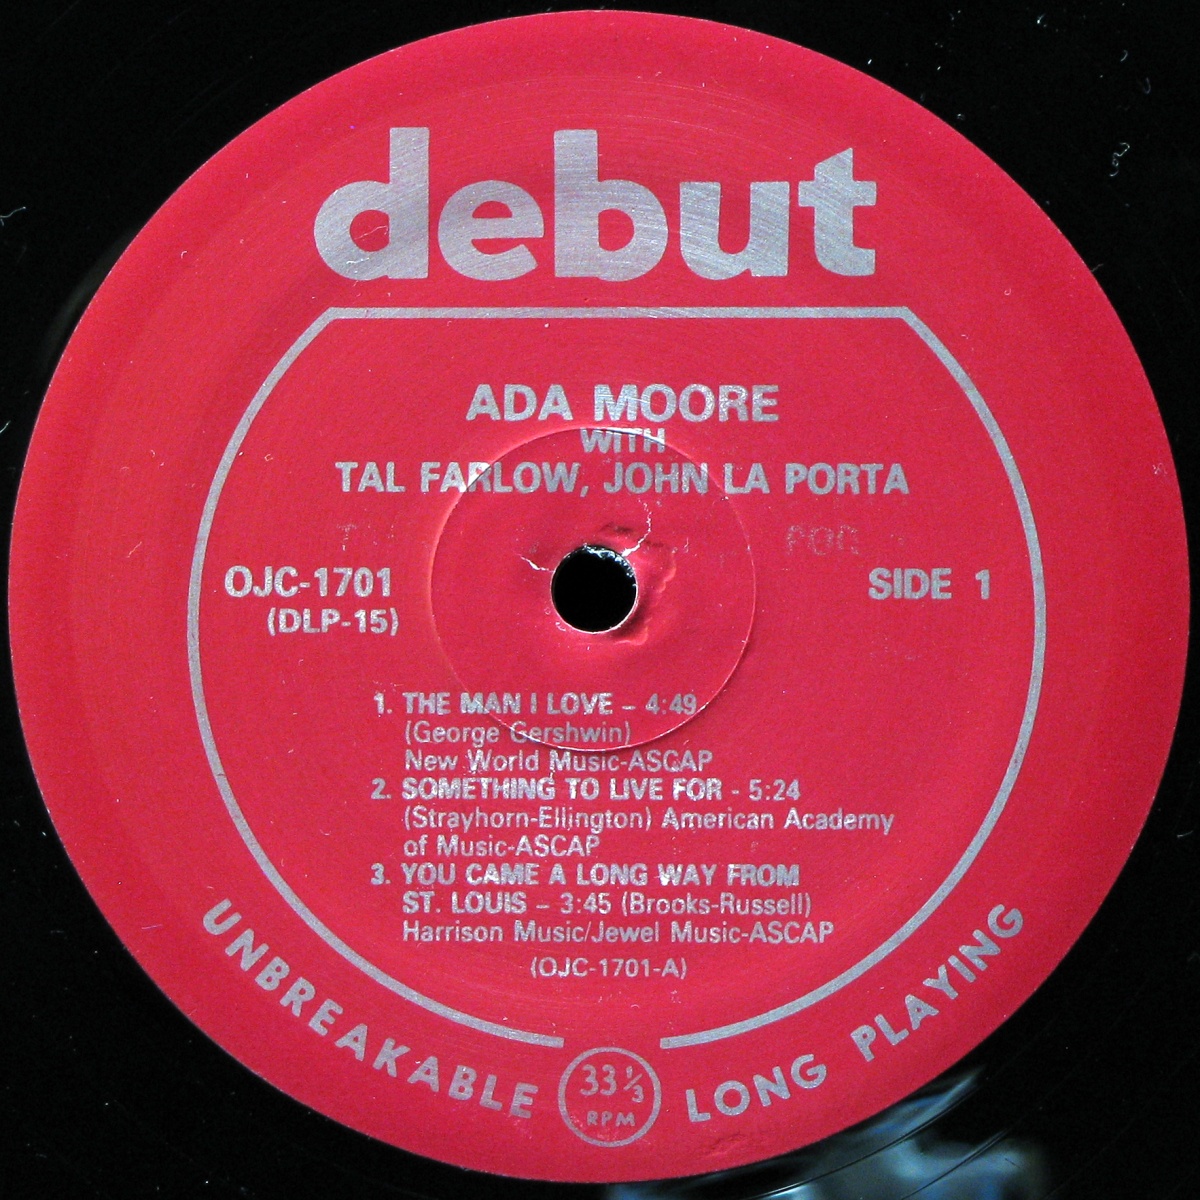 debut
ADA MOORE
WITH
TAL FARLOW, JOHN LA PORTA
OJC-1701
(DLP-15)
SIDE 1
1. THE MAN I LOVE – 4:49
(George Gershwin)
New World Music-ASCAP
2. SOMETHING TO LIVE FOR - 5:24
(Strayhorn-Ellington) American Academy
of Music-ASCAP
3. YOU CAME A LONG WAY FROM
ST. LOUIS – 3:45 (Brooks-Russell)
Harrison Music/Jewel Music-ASCAP
(OJC-1701-A)
UNBREAKABLE
33 1/3
RPM
LONG PLAYING